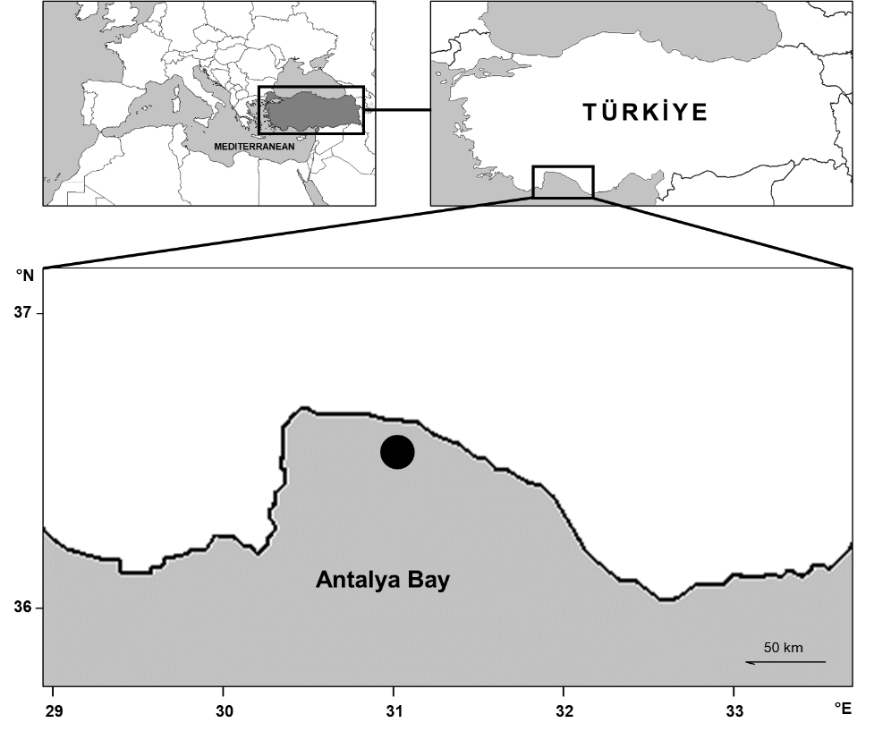 MEDITERRANEAN
TÜRKİYE
°N
37
36
Antalya Bay
50 km
29 30 31 32 33 °E